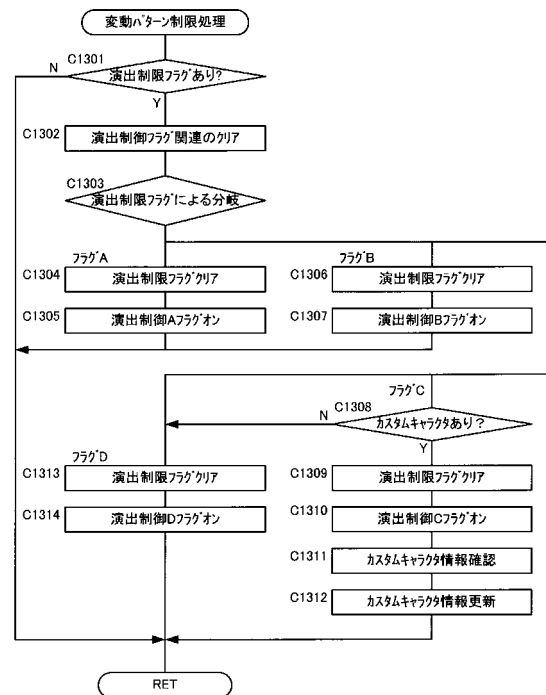 変動パターン制限処理
C1301
N
演出制限フラグあり?
Y
C1302
演出制御フラグ関連のクリア
C1303
演出制限フラグによる分岐
フラグA
フラグB
C1304
演出制限フラグクリア
C1306
演出制限フラグクリア
C1305
演出制御Aフラグオン
C1307
演出制御Bフラグオン
フラグC
C1308
N
カスタムキャラクタあり？
Y
フラグD
C1313
演出制限フラグクリア
C1309
演出制限フラグクリア
C1314
演出制御Dフラグオン
C1310
演出制御Cフラグオン
C1311
カスタムキャラクタ情報確認
C1312
カスタムキャラクタ情報更新
RET